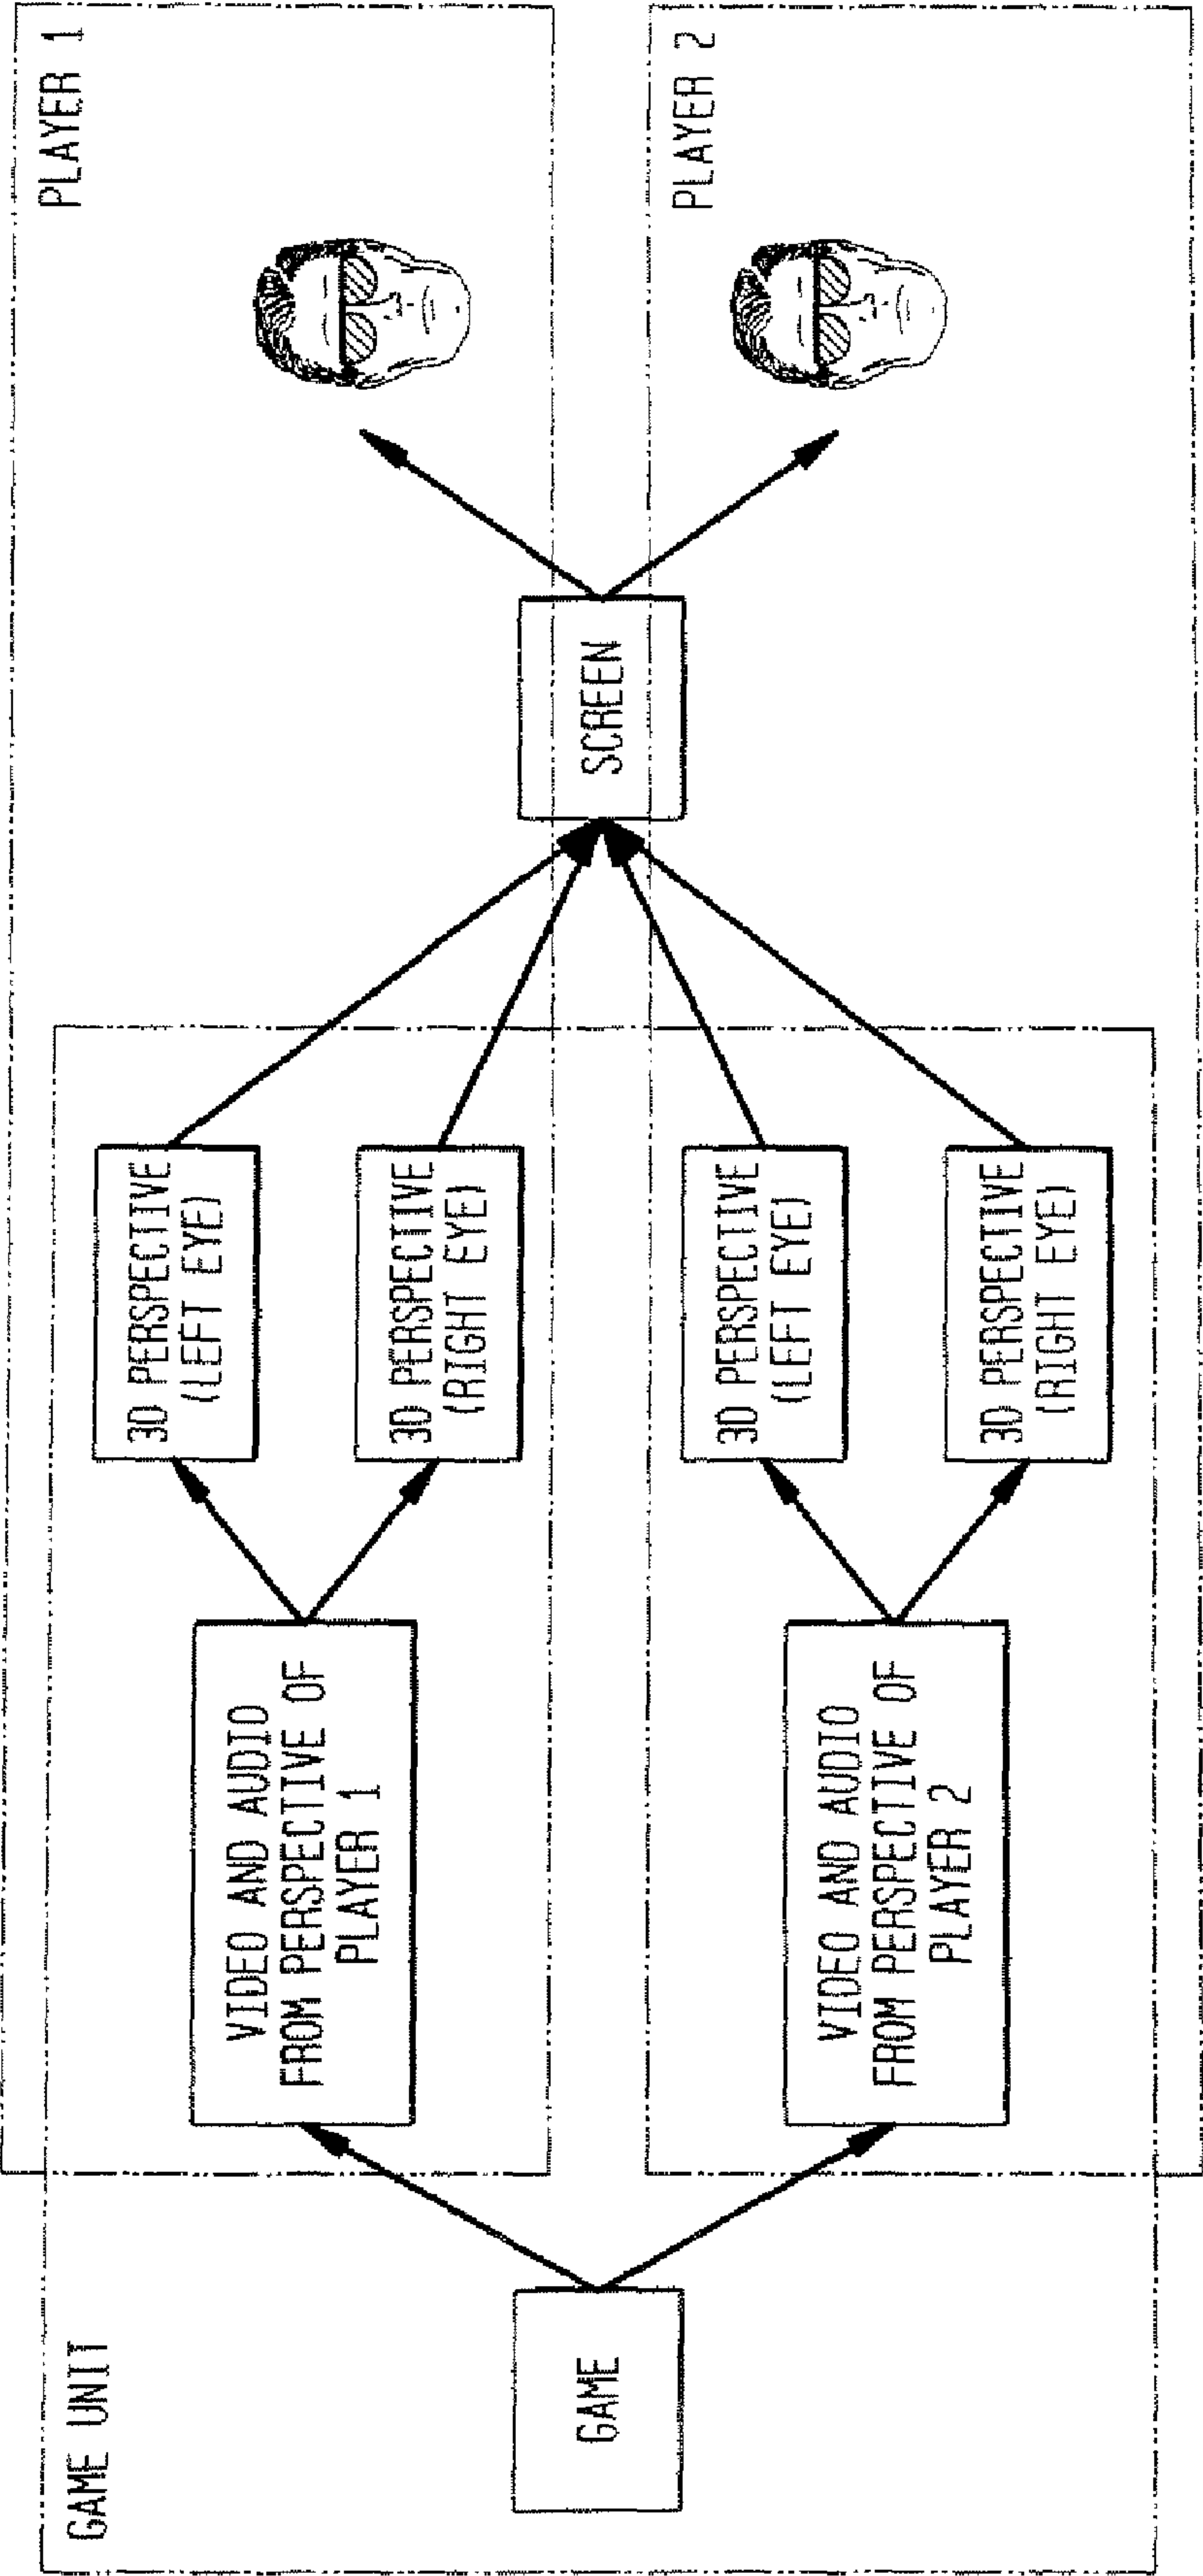 GAME UNIT
GAME
VIDEO AND AUDIO
FROM PERSPECTIVE OF
PLAYER 1
3D PERSPECTIVE
(LEFT EYE)
3D PERSPECTIVE
(RIGHT EYE)
VIDEO AND AUDIO
FROM PERSPECTIVE OF
PLAYER 2
3D PERSPECTIVE
(LEFT EYE)
3D PERSPECTIVE
(RIGHT EYE)
SCREEN
PLAYER 1
PLAYER 2